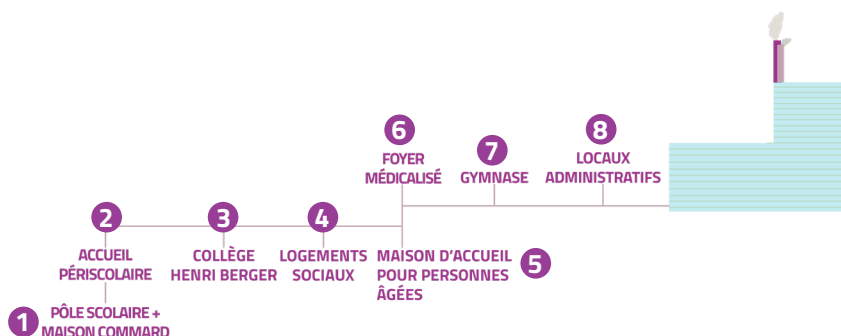 6
FOYER
MÉDICALISÉ
7
GYMNASE
8
LOCAUX
ADMINISTRATIFS
2
ACCUEIL
PÉRISCOLAIRE
3
COLLÈGE
HENRI BERGER
4
LOGEMENTS
SOCIAUX
MAISON D’ACCUEIL
POUR PERSONNES
ÂGÉES
5
1
PÔLE SCOLAIRE +
MAISON COMMARD